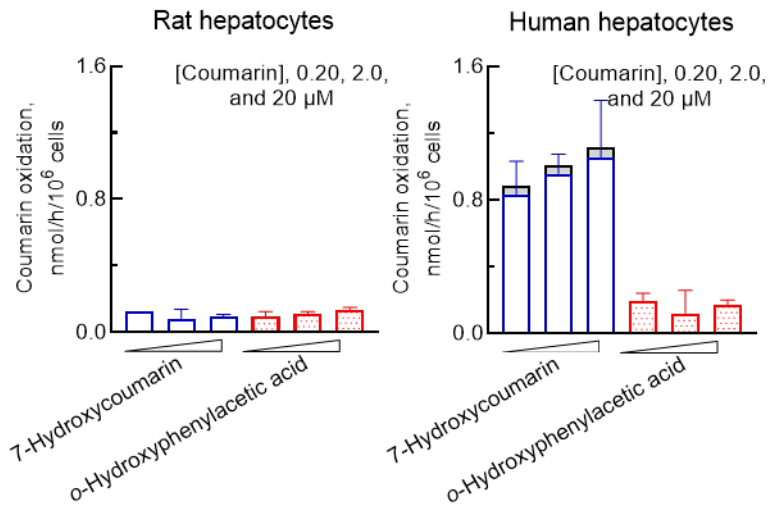 Rat hepatocytes
[Coumarin], 0.20, 2.0,
and 20 µM
Coumarin oxidation,
nmol/h/10⁶ cells
1.6
0.8
0.0
7-Hydroxycoumarin
o-Hydroxyphenylacetic acid
Human hepatocytes
[Coumarin], 0.20, 2.0,
and 20 µM
Coumarin oxidation,
nmol/h/10⁶ cells
1.6
0.8
0.0
7-Hydroxycoumarin
o-Hydroxyphenylacetic acid